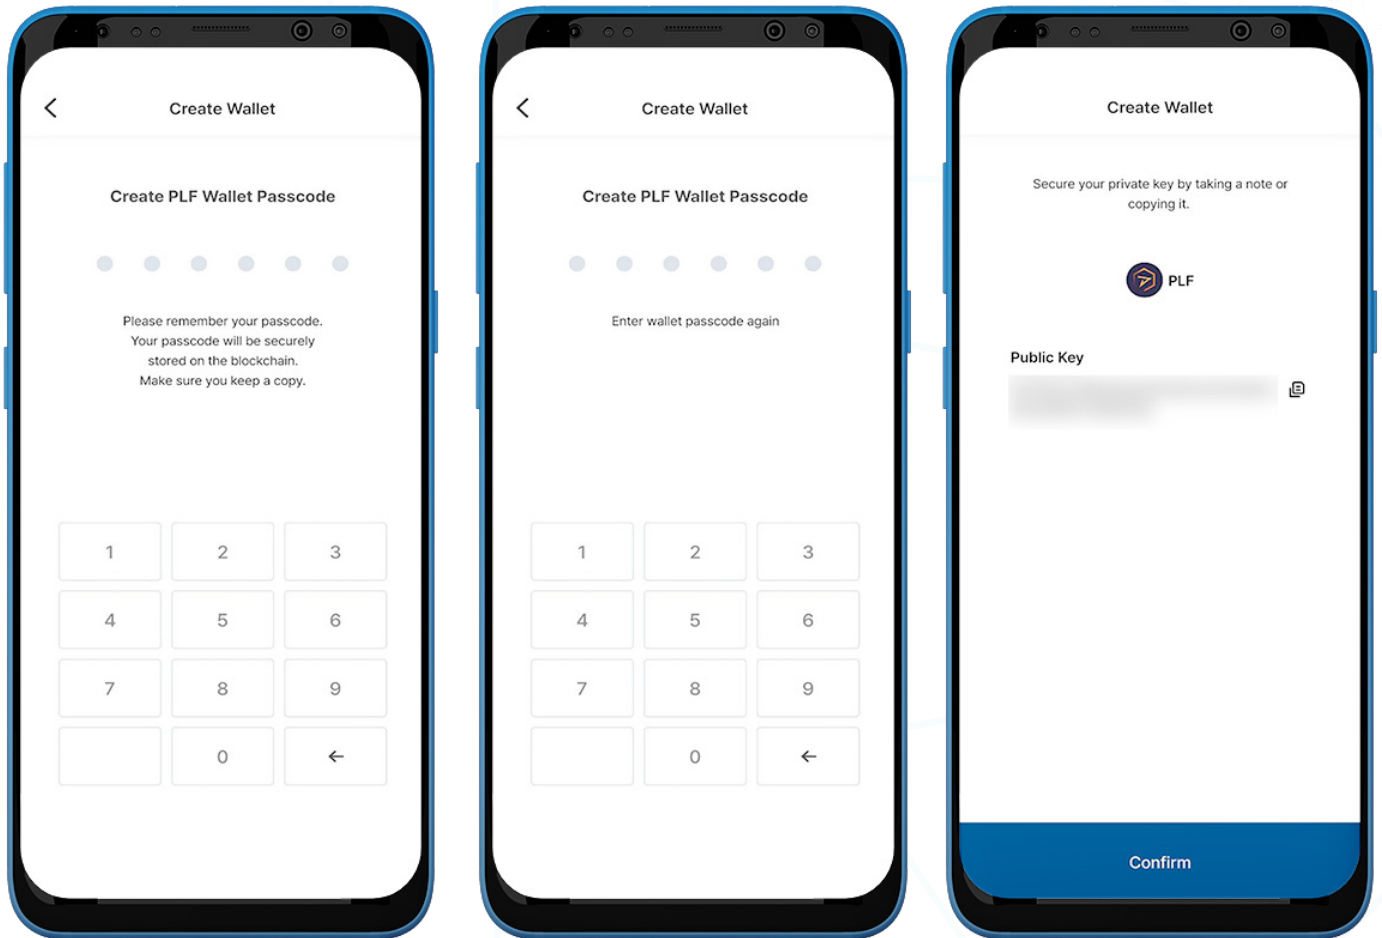 Create Wallet
Create PLF Wallet Passcode
Please remember your passcode.
Your passcode will be securely
stored on the blockchain.
Make sure you keep a copy.
1 2 3
4 5 6
7 8 9
0
Create Wallet
Create PLF Wallet Passcode
Enter wallet passcode again
1 2 3
4 5 6
7 8 9
0
Create Wallet
Secure your private key by taking a note or
copying it.
PLF
Public Key
Confirm